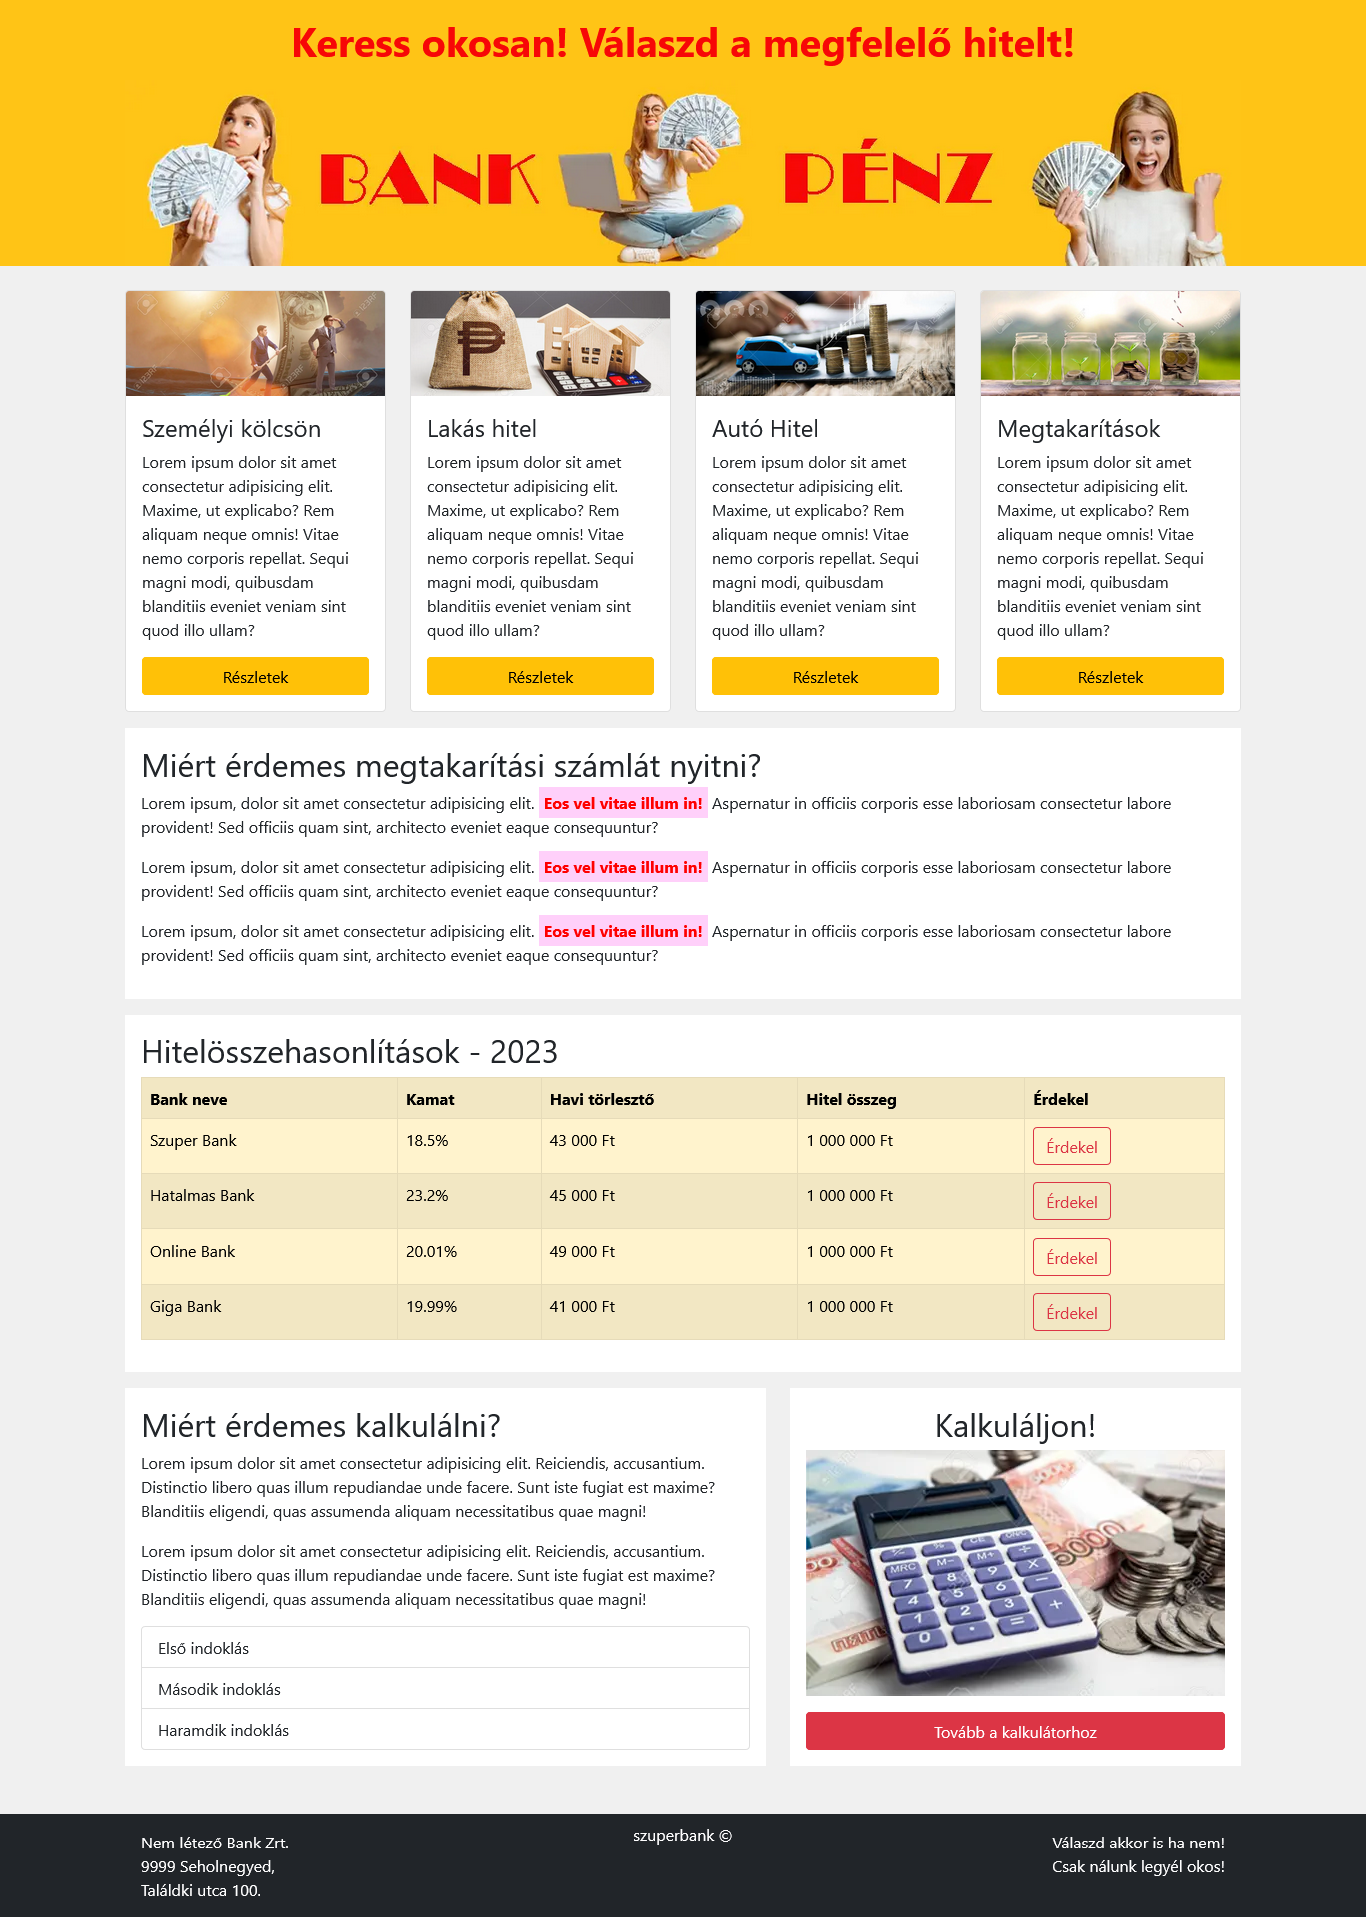 Keress okosan! Válaszd a megfelelő hitelt!
BANK PÉNZ
Személyi kölcsön
Lorem ipsum dolor sit amet
consectetur adipisicing elit.
Maxime, ut explicabo? Rem
aliquam neque omnis! Vitae
nemo corporis repellat. Sequi
magni modi, quibusdam
blanditiis eveniet veniam sint
quod illo ullam?
Részletek
Lakás hitel
Lorem ipsum dolor sit amet
consectetur adipisicing elit.
Maxime, ut explicabo? Rem
aliquam neque omnis! Vitae
nemo corporis repellat. Sequi
magni modi, quibusdam
blanditiis eveniet veniam sint
quod illo ullam?
Részletek
Autó Hitel
Lorem ipsum dolor sit amet
consectetur adipisicing elit.
Maxime, ut explicabo? Rem
aliquam neque omnis! Vitae
nemo corporis repellat. Sequi
magni modi, quibusdam
blanditiis eveniet veniam sint
quod illo ullam?
Részletek
Megtakarítások
Lorem ipsum dolor sit amet
consectetur adipisicing elit.
Maxime, ut explicabo? Rem
aliquam neque omnis! Vitae
nemo corporis repellat. Sequi
magni modi, quibusdam
blanditiis eveniet veniam sint
quod illo ullam?
Részletek
Miért érdemes megtakarítási számlát nyitni?
Lorem ipsum, dolor sit amet consectetur adipisicing elit. Eos vel vitae illum in! Aspernatur in officiis corporis esse laboriosam consectetur labore
provident! Sed officiis quam sint, architecto eveniet eaque consequuntur?
Lorem ipsum, dolor sit amet consectetur adipisicing elit. Eos vel vitae illum in! Aspernatur in officiis corporis esse laboriosam consectetur labore
provident! Sed officiis quam sint, architecto eveniet eaque consequuntur?
Lorem ipsum, dolor sit amet consectetur adipisicing elit. Eos vel vitae illum in! Aspernatur in officiis corporis esse laboriosam consectetur labore
provident! Sed officiis quam sint, architecto eveniet eaque consequuntur?
Hitelösszehasonlítások - 2023
Bank neve Kamat Havi törlesztő Hitel összeg Érdekel
Szuper Bank 18.5% 43 000 Ft 1 000 000 Ft Érdekel
Hatalmas Bank 23.2% 45 000 Ft 1 000 000 Ft Érdekel
Online Bank 20.01% 49 000 Ft 1 000 000 Ft Érdekel
Giga Bank 19.99% 41 000 Ft 1 000 000 Ft Érdekel
Miért érdemes kalkulálni?
Lorem ipsum dolor sit amet consectetur adipisicing elit. Reiciendis, accusantium.
Distinctio libero quas illum repudiandae unde facere. Sunt iste fugiat est maxime?
Blanditiis eligendi, quas assumenda aliquam necessitatibus quae magni!
Lorem ipsum dolor sit amet consectetur adipisicing elit. Reiciendis, accusantium.
Distinctio libero quas illum repudiandae unde facere. Sunt iste fugiat est maxime?
Blanditiis eligendi, quas assumenda aliquam necessitatibus quae magni!
Első indoklás
Második indoklás
Haramdik indoklás
Kalkuláljon!
CE
MRC M− M+ ÷
7 8 9 X
4 5 6 −
1 2 3 +
0 · =
5000
Tovább a kalkulátorhoz
Nem létező Bank Zrt.
9999 Seholnegyed,
Táláldki utca 100.
szuperbank ©
Válaszd akkor is ha nem!
Csak nálunk legyél okos!